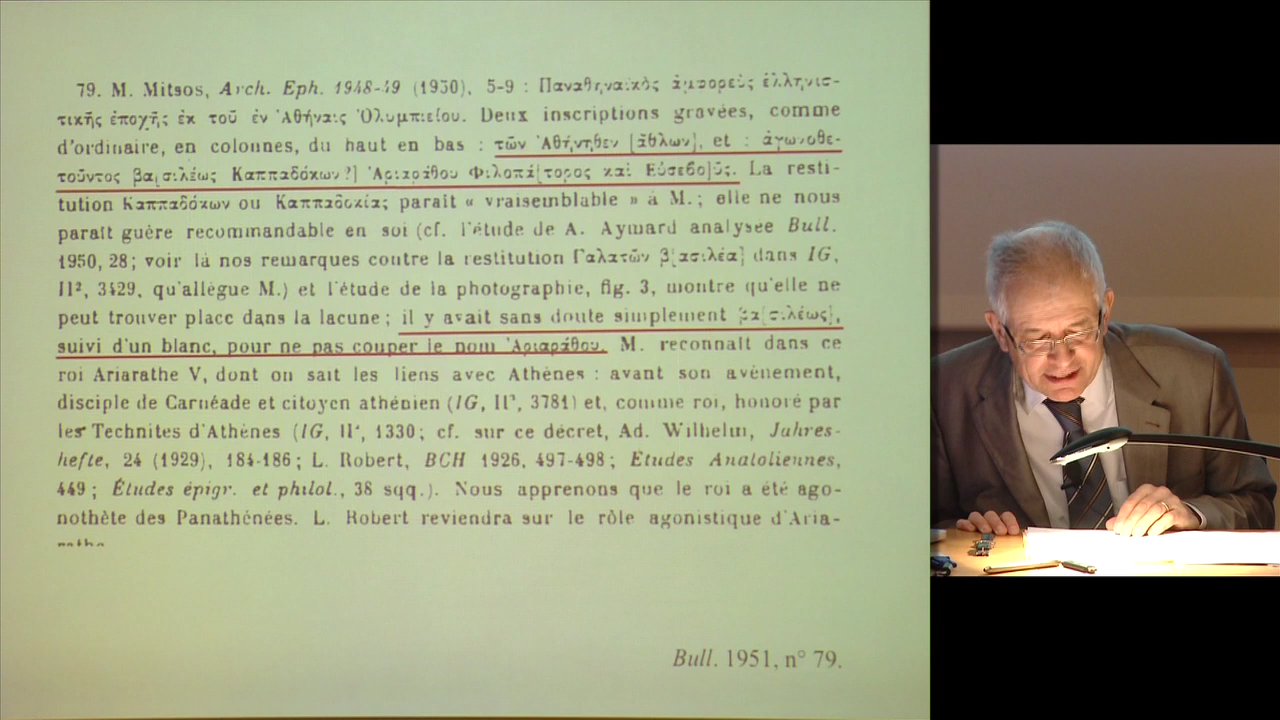 79. M. Mitsos, Arch. Eph. 1948-49 (1950), 5-9 : Παναθηναϊκὸς ἀμφορεὺς ἑλληνισ-
τικῆς ἐποχῆς ἐκ τοῦ ἐν Ἀθήναις Ὀλυμπιείου. Deux inscriptions gravées, comme
d'ordinaire, en colonnes, du haut en bas : τῶν Ἀθήνηθεν [ἄθλων], et : ἀγωνοθε-
τοῦντος βα[σιλέως Καππαδόκων?] Ἀριαράθου Φιλοπά[τορος καὶ Εὐσεβο]ῦς. La resti-
tution Καππαδόκων ou Καππαδοκίας paraît « vraisemblable » à M.; elle ne nous
paraît guère recommandable en soi (cf. l'étude de A. Aymard analysée Bull.
1950, 28; voir là nos remarques contre la restitution Γαλατῶν β[ασιλέα] dans IG,
II², 3429, qu'allègue M.) et l'étude de la photographie, fig. 3, montre qu'elle ne
peut trouver place dans la lacune; il y avait sans doute simplement βα[σιλέως],
suivi d'un blanc, pour ne pas couper le nom Ἀριαράθου. M. reconnaît dans ce
roi Ariarathe V, dont on sait les liens avec Athènes : avant son avènement,
disciple de Carnéade et citoyen athénien (IG, II², 3781) et, comme roi, honoré par
les Technites d'Athènes (IG, II², 1330; cf. sur ce décret, Ad. Wilhelm, Jahres-
hefte, 24 (1929), 184-186; L. Robert, BCH 1926, 497-498; Études Anatoliennes,
449; Études épigr. et philol., 38 sqq.). Nous apprenons que le roi a été ago-
nothète des Panathénées. L. Robert reviendra sur le rôle agonistique d'Aria-
Bull. 1951, n° 79.